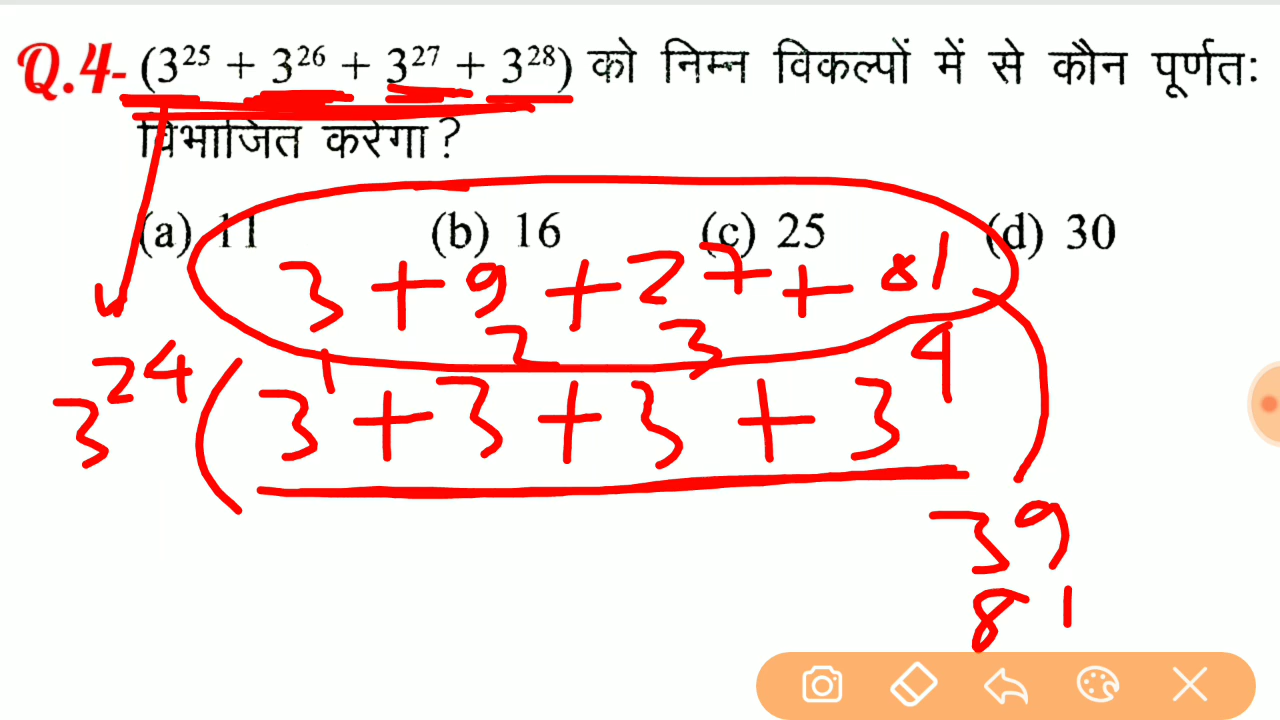 Q.4- (3²⁵ + 3²⁶ + 3²⁷ + 3²⁸) को निम्न विकल्पों में से कौन पूर्णतः
विभाजित करेगा?
(a) 11 (b) 16 (c) 25 (d) 30
3 + 9 + 27 + 81
3²⁴ (3¹ + 3² + 3³ + 3⁴)
39
81